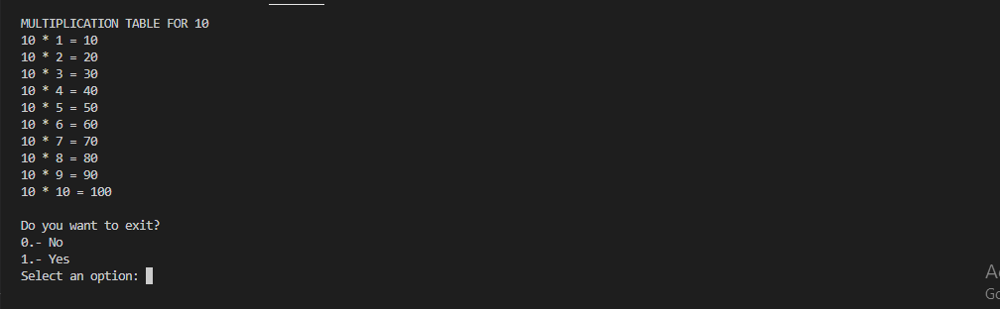 MULTIPLICATION TABLE FOR 10
10 * 1 = 10
10 * 2 = 20
10 * 3 = 30
10 * 4 = 40
10 * 5 = 50
10 * 6 = 60
10 * 7 = 70
10 * 8 = 80
10 * 9 = 90
10 * 10 = 100
Do you want to exit?
0.- No
1.- Yes
Select an option: